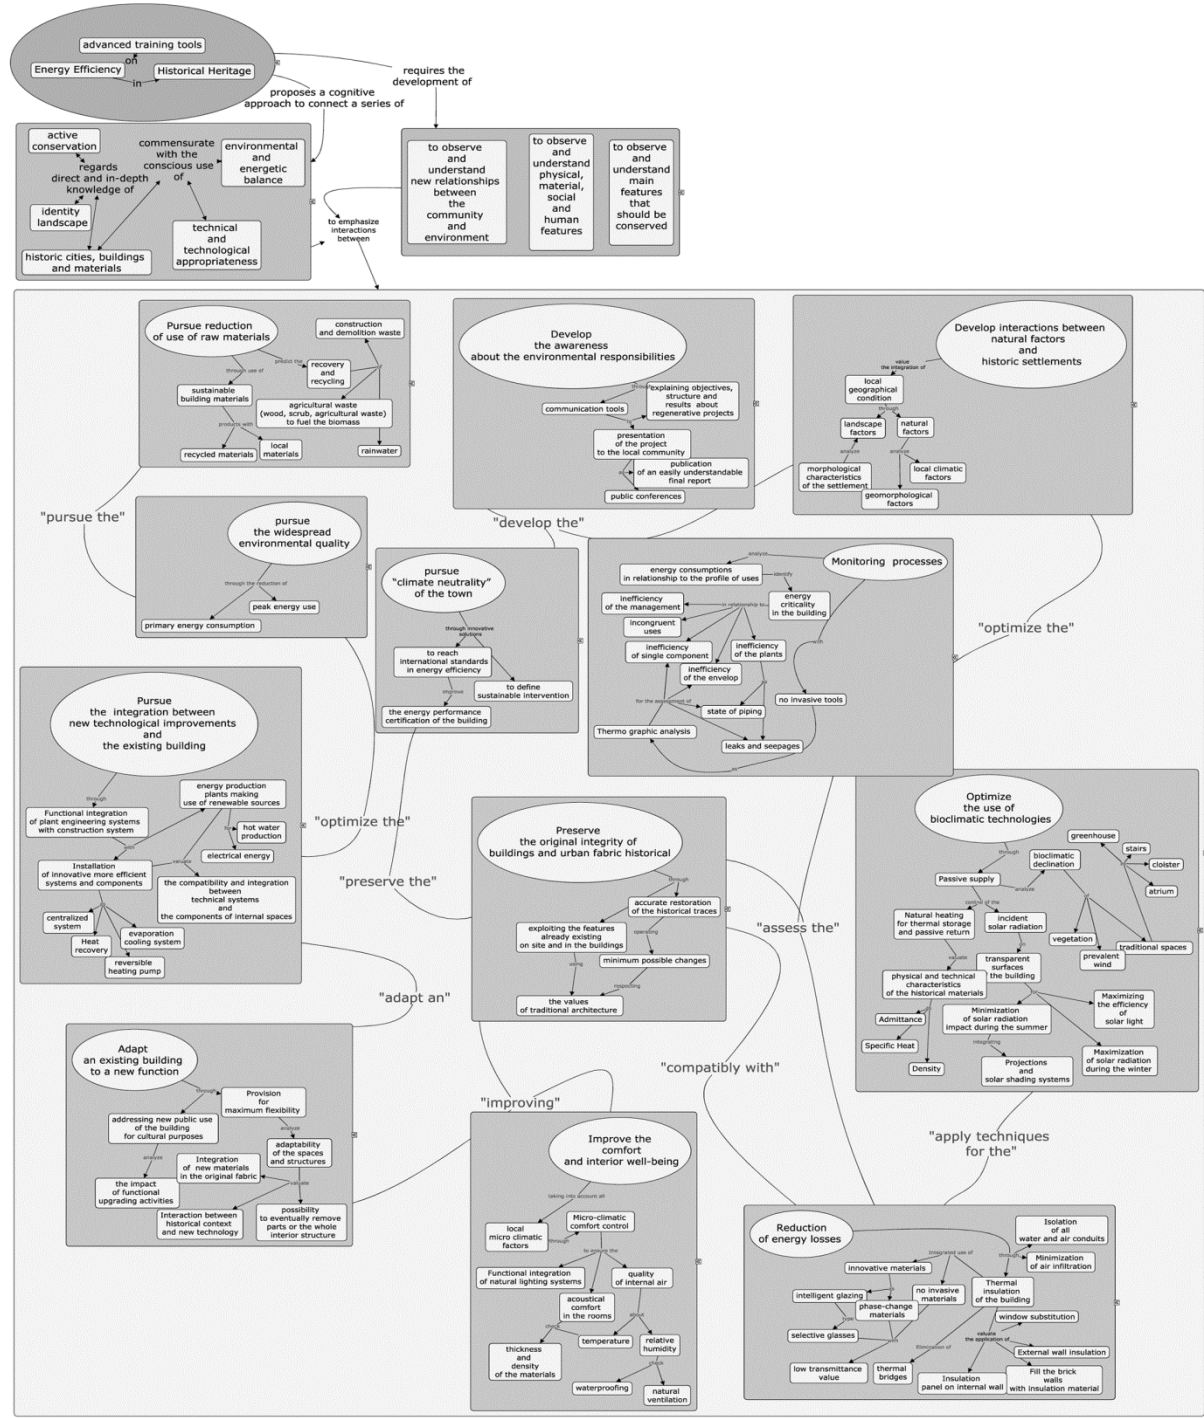 advanced training tools
on
Energy Efficiency
in
Historical Heritage
requires the
development of
proposes a cognitive
approach to connect a series of
active
conservation
regards
direct and in-depth
knowledge of
identity
landscape
historic cities, buildings
and materials
commensurate
with the
conscious use
of
environmental
and
energetic
balance
technical
and
technological
appropriateness
to emphasize
interactions
between
to observe
and
understand
new relationships
between
the
community
and
environment
to observe
and
understand
physical,
material,
social
and
human
features
to observe
and
understand
main
features
that
should be
conserved
Pursue reduction
of use of raw materials
through use of
predict the
of
construction
and demolition waste
recovery
and
recycling
sustainable
building materials
agricultural waste
(wood, scrub, agricultural waste)
to fuel the biomass
products with
recycled materials
local
materials
rainwater
Develop
the awareness
about the environmental responsibilities
through
communication tools
explaining objectives,
structure and
results about
regenerative projects
presentation
of the project
to the local community
publication
of an easily understandable
final report
public conferences
Develop interactions between
natural factors
and
historic settlements
value
the integration of
local
geographical
condition
through
landscape
factors
natural
factors
analyze
analyze
morphological
characteristics
of the settlement
local climatic
factors
geomorphological
factors
"pursue the"
"develop the"
"optimize the"
pursue
the widespread
environmental quality
through the reduction of
peak energy use
primary energy consumption
pursue
“climate neutrality”
of the town
through innovative
solutions
to reach
international standards
in energy efficiency
to define
sustainable intervention
improve
the energy performance
certification of the building
Monitoring processes
analyze
energy consumptions
in relationship to the profile of uses
identify
energy
criticality
in the building
in relationship to
inefficiency
of the management
incongruent
uses
inefficiency
of single component
inefficiency
of the plants
inefficiency
of the envelop
with
no invasive tools
for the assessment of
state of piping
Thermo graphic analysis
leaks and seepages
Pursue
the integration between
new technological improvements
and
the existing building
through
Functional integration
of plant engineering systems
with construction system
energy production
plants making
use of renewable sources
hot water
production
electrical energy
with
evaluate
Installation
of innovative more efficient
systems and components
the compatibility and integration
between
technical systems
and
the components of internal spaces
centralized
system
Heat
recovery
evaporation
cooling system
reversible
heating pump
"optimize the"
"preserve the"
"adapt an"
Preserve
the original integrity of
buildings and urban fabric historical
through
accurate restoration
of the historical traces
exploiting the features
already existing
on site and in the buildings
operating
minimum possible changes
using
respecting
the values
of traditional architecture
"assess the"
"compatibly with"
Optimize
the use of
bioclimatic technologies
through
Passive supply
analyze
bioclimatic
declination
greenhouse
stairs
cloister
atrium
control of the
Natural heating
for thermal storage
and passive return
incident
solar radiation
vegetation
prevalent
wind
traditional spaces
evaluate
on
transparent
surfaces
of the building
physical and technical
characteristics
of the historical materials
Admittance
Specific Heat
Density
Minimization
of solar radiation
impact during the summer
Maximizing
the efficiency
of
solar light
integrating
Projections
and
solar shading systems
Maximization
of solar radiation
during the winter
"apply techniques
for the"
Adapt
an existing building
to a new function
through
Provision
for
maximum flexibility
addressing new public use
of the building
for cultural purposes
analyze
analyze
adaptability
of the spaces
and structures
Integration
of new materials
in the original fabric
evaluate
the impact
of functional
upgrading activities
Interaction between
historical context
and new technology
possibility
to eventually remove
parts or the whole
interior structure
"improving"
Improve the
comfort
and interior well-being
taking into account all
local
micro climatic
factors
through
Micro-climatic
comfort control
to ensure the
Functional integration
of natural lighting systems
quality
of internal air
acoustical
comfort
in the rooms
check
about
temperature
relative
humidity
thickness
and
density
of the materials
check
waterproofing
natural
ventilation
Reduction
of energy losses
Integrated use of
through
Isolation
of all
water and air conduits
Minimization
of air infiltration
innovative materials
intelligent glazing
phase-change
materials
no invasive
materials
Thermal
insulation
of the building
type
selective glasses
with
window substitution
evaluate
the application of
Elimination of
External wall insulation
low transmittance
value
thermal
bridges
Insulation
panel on internal wall
Fill the brick
walls
with insulation material